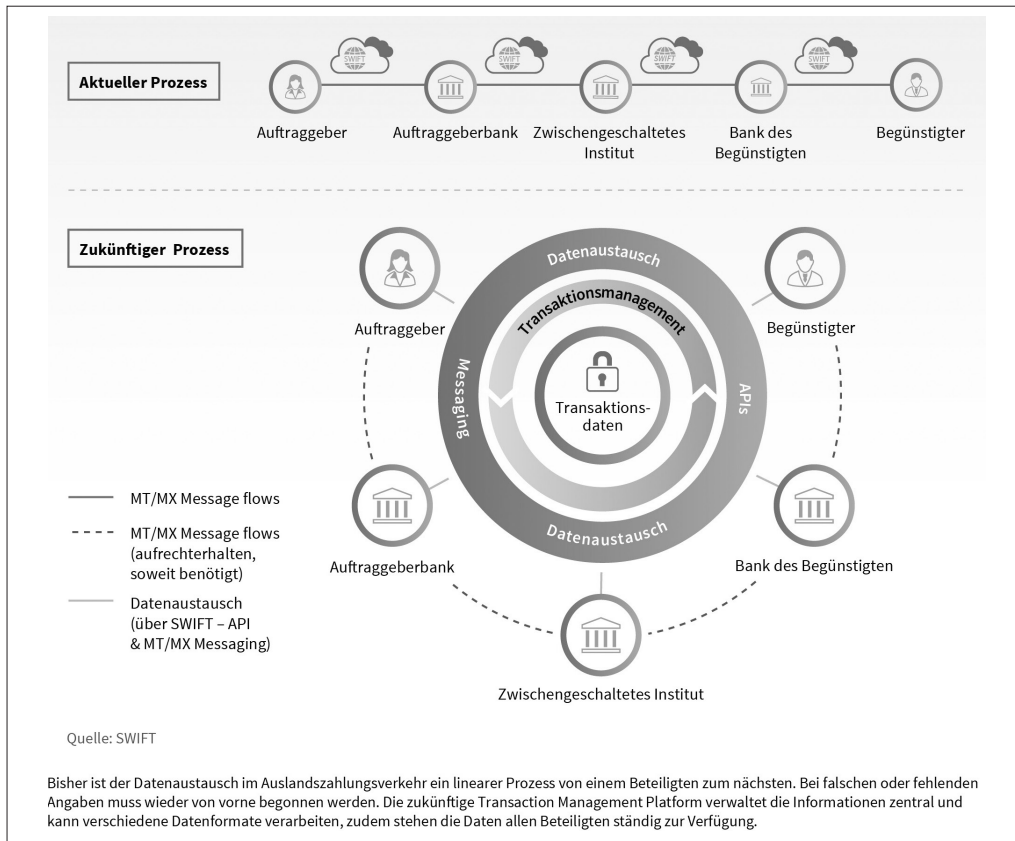 SWIFT SWIFT SWIFT SWIFT
Aktueller Prozess
Auftraggeber Auftraggeberbank Zwischengeschaltetes Bank des Begünstigter
Institut Begünstigten
Zukünftiger Prozess
Datenaustausch
Transaktionsmanagement
Auftraggeber
Begünstigter
Messaging
APIs
Transaktions-
daten
Datenaustausch
Auftraggeberbank
Bank des Begünstigten
Zwischengeschaltetes Institut
MT/MX Message flows
MT/MX Message flows
(aufrechterhalten,
soweit benötigt)
Datenaustausch
(über SWIFT – API
& MT/MX Messaging)
Quelle: SWIFT
Bisher ist der Datenaustausch im Auslandszahlungsverkehr ein linearer Prozess von einem Beteiligten zum nächsten. Bei falschen oder fehlenden
Angaben muss wieder von vorne begonnen werden. Die zukünftige Transaction Management Platform verwaltet die Informationen zentral und
kann verschiedene Datenformate verarbeiten, zudem stehen die Daten allen Beteiligten ständig zur Verfügung.